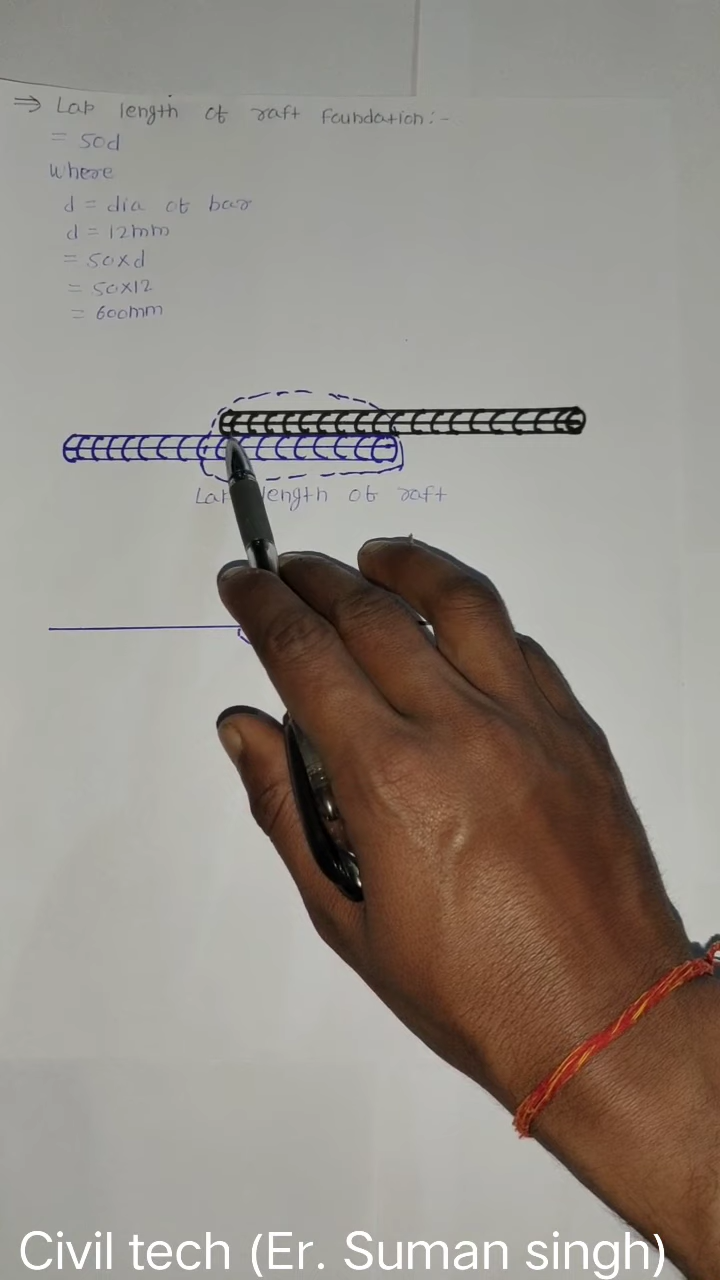 ⇒ Lap length of raft foundation:-
= 50d
where
d = dia of bar
d = 12mm
= 50xd
= 50x12
= 600mm
Lap length of raft
Civil tech (Er. Suman singh)